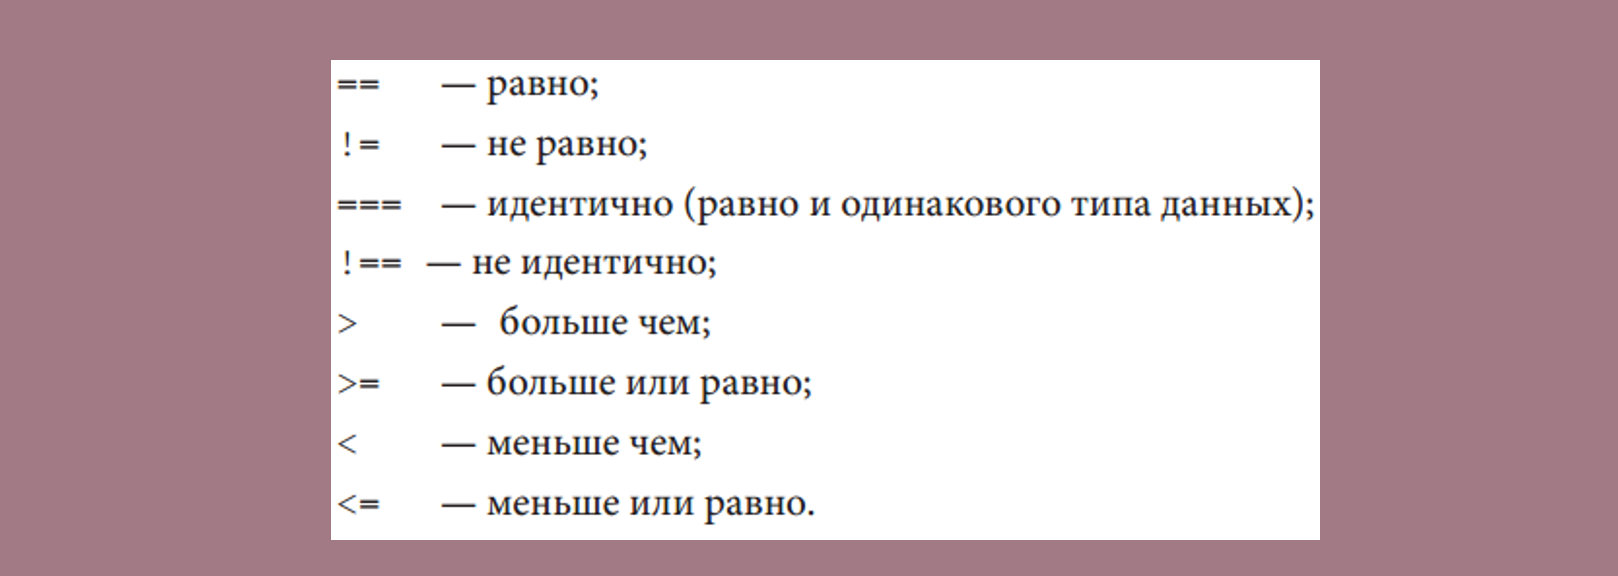 == — равно;
!= — не равно;
=== — идентично (равно и одинакового типа данных);
!== — не идентично;
> — больше чем;
>= — больше или равно;
< — меньше чем;
<= — меньше или равно.